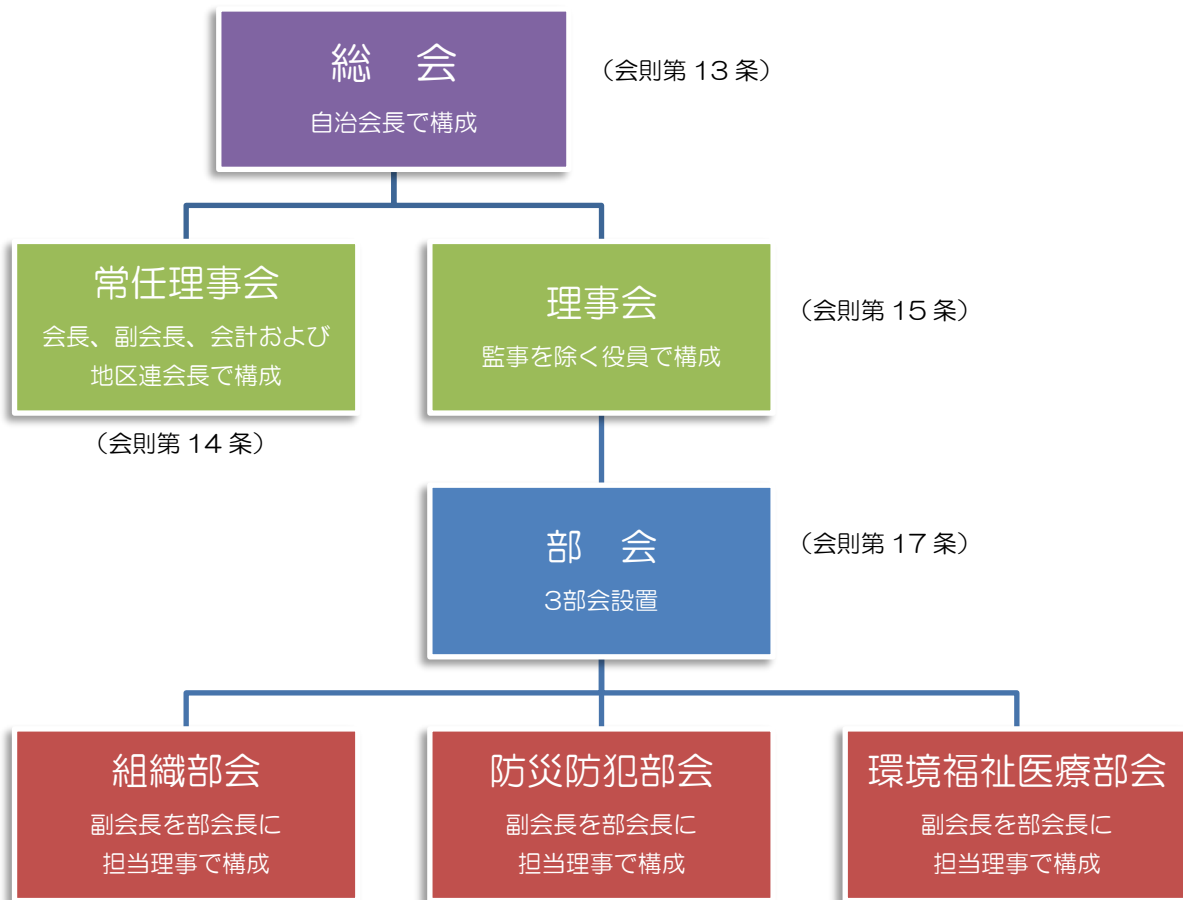 総　会
自治会長で構成
（会則第 13 条）
常任理事会
会長、副会長、会計および
地区連会長で構成
（会則第 14 条）
理事会
監事を除く役員で構成
（会則第 15 条）
部　会
3部会設置
（会則第 17 条）
組織部会
副会長を部会長に
担当理事で構成
防災防犯部会
副会長を部会長に
担当理事で構成
環境福祉医療部会
副会長を部会長に
担当理事で構成